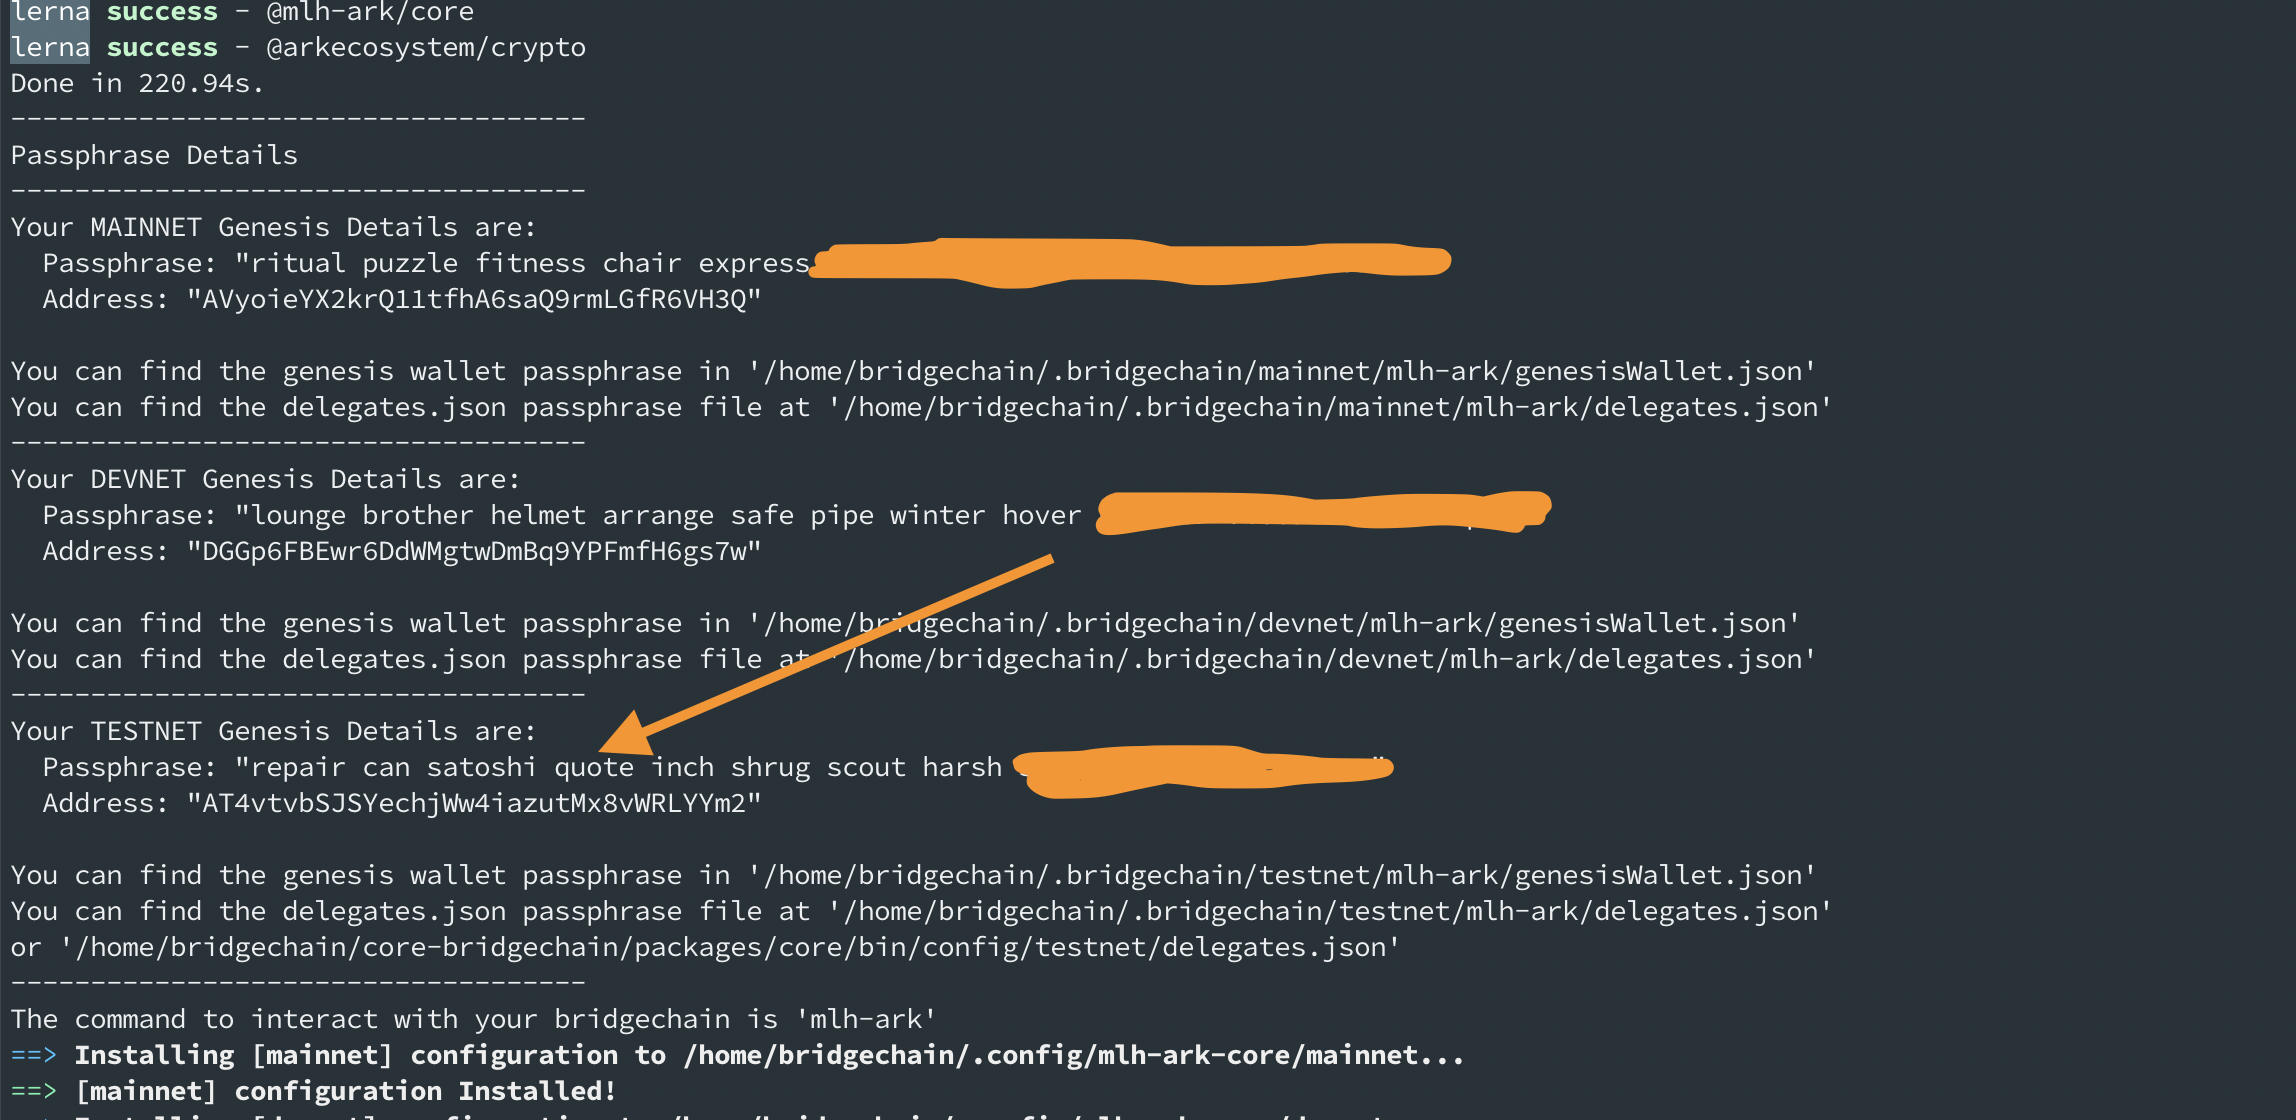 lerna success - @mlh-ark/core
lerna success - @arkecosystem/crypto
Done in 220.94s.
------------------------------------
Passphrase Details
------------------------------------
Your MAINNET Genesis Details are:
  Passphrase: "ritual puzzle fitness chair express
  Address: "AVyoieYX2krQ11tfhA6saQ9rmLGfR6VH3Q"
You can find the genesis wallet passphrase in '/home/bridgechain/.bridgechain/mainnet/mlh-ark/genesisWallet.json'
You can find the delegates.json passphrase file at '/home/bridgechain/.bridgechain/mainnet/mlh-ark/delegates.json'
------------------------------------
Your DEVNET Genesis Details are:
  Passphrase: "lounge brother helmet arrange safe pipe winter hover
  Address: "DGGp6FBEwr6DdWMgtwDmBq9YPFmfH6gs7w"
You can find the genesis wallet passphrase in '/home/bridgechain/.bridgechain/devnet/mlh-ark/genesisWallet.json'
You can find the delegates.json passphrase file at '/home/bridgechain/.bridgechain/devnet/mlh-ark/delegates.json'
------------------------------------
Your TESTNET Genesis Details are:
  Passphrase: "repair can satoshi quote inch shrug scout harsh
  Address: "AT4vtvbSJSYechjWw4iazutMx8vWRLYYm2"
You can find the genesis wallet passphrase in '/home/bridgechain/.bridgechain/testnet/mlh-ark/genesisWallet.json'
You can find the delegates.json passphrase file at '/home/bridgechain/.bridgechain/testnet/mlh-ark/delegates.json'
or '/home/bridgechain/core-bridgechain/packages/core/bin/config/testnet/delegates.json'
------------------------------------
The command to interact with your bridgechain is 'mlh-ark'
==> Installing [mainnet] configuration to /home/bridgechain/.config/mlh-ark-core/mainnet...
==> [mainnet] configuration Installed!